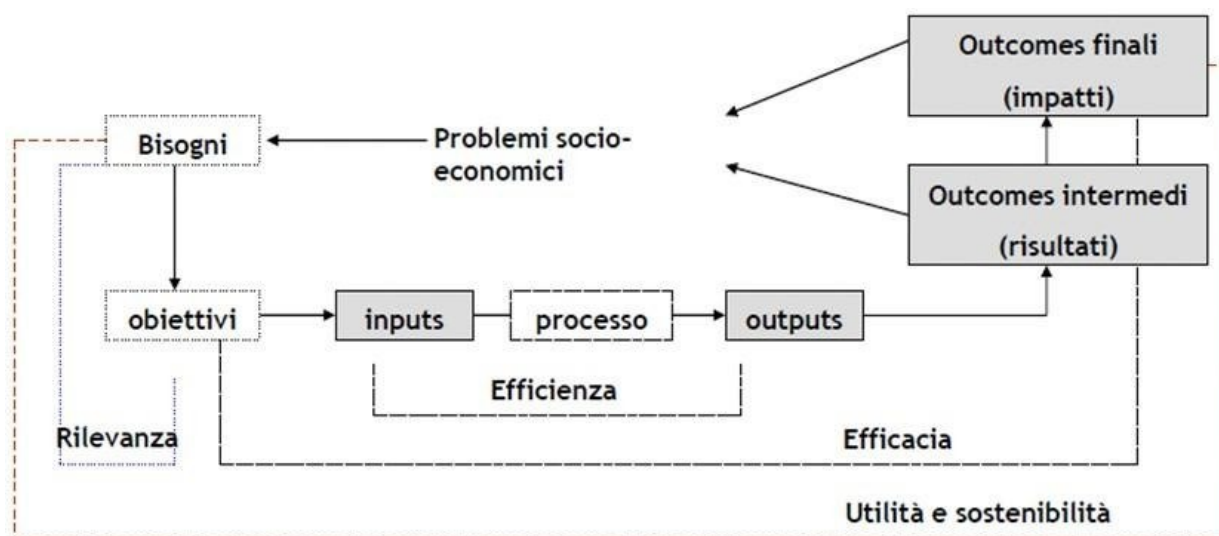 Outcomes finali
(impatti)
Bisogni
Problemi socio-
economici
Outcomes intermedi
(risultati)
obiettivi
inputs
processo
outputs
Efficienza
Rilevanza
Efficacia
Utilità e sostenibilità